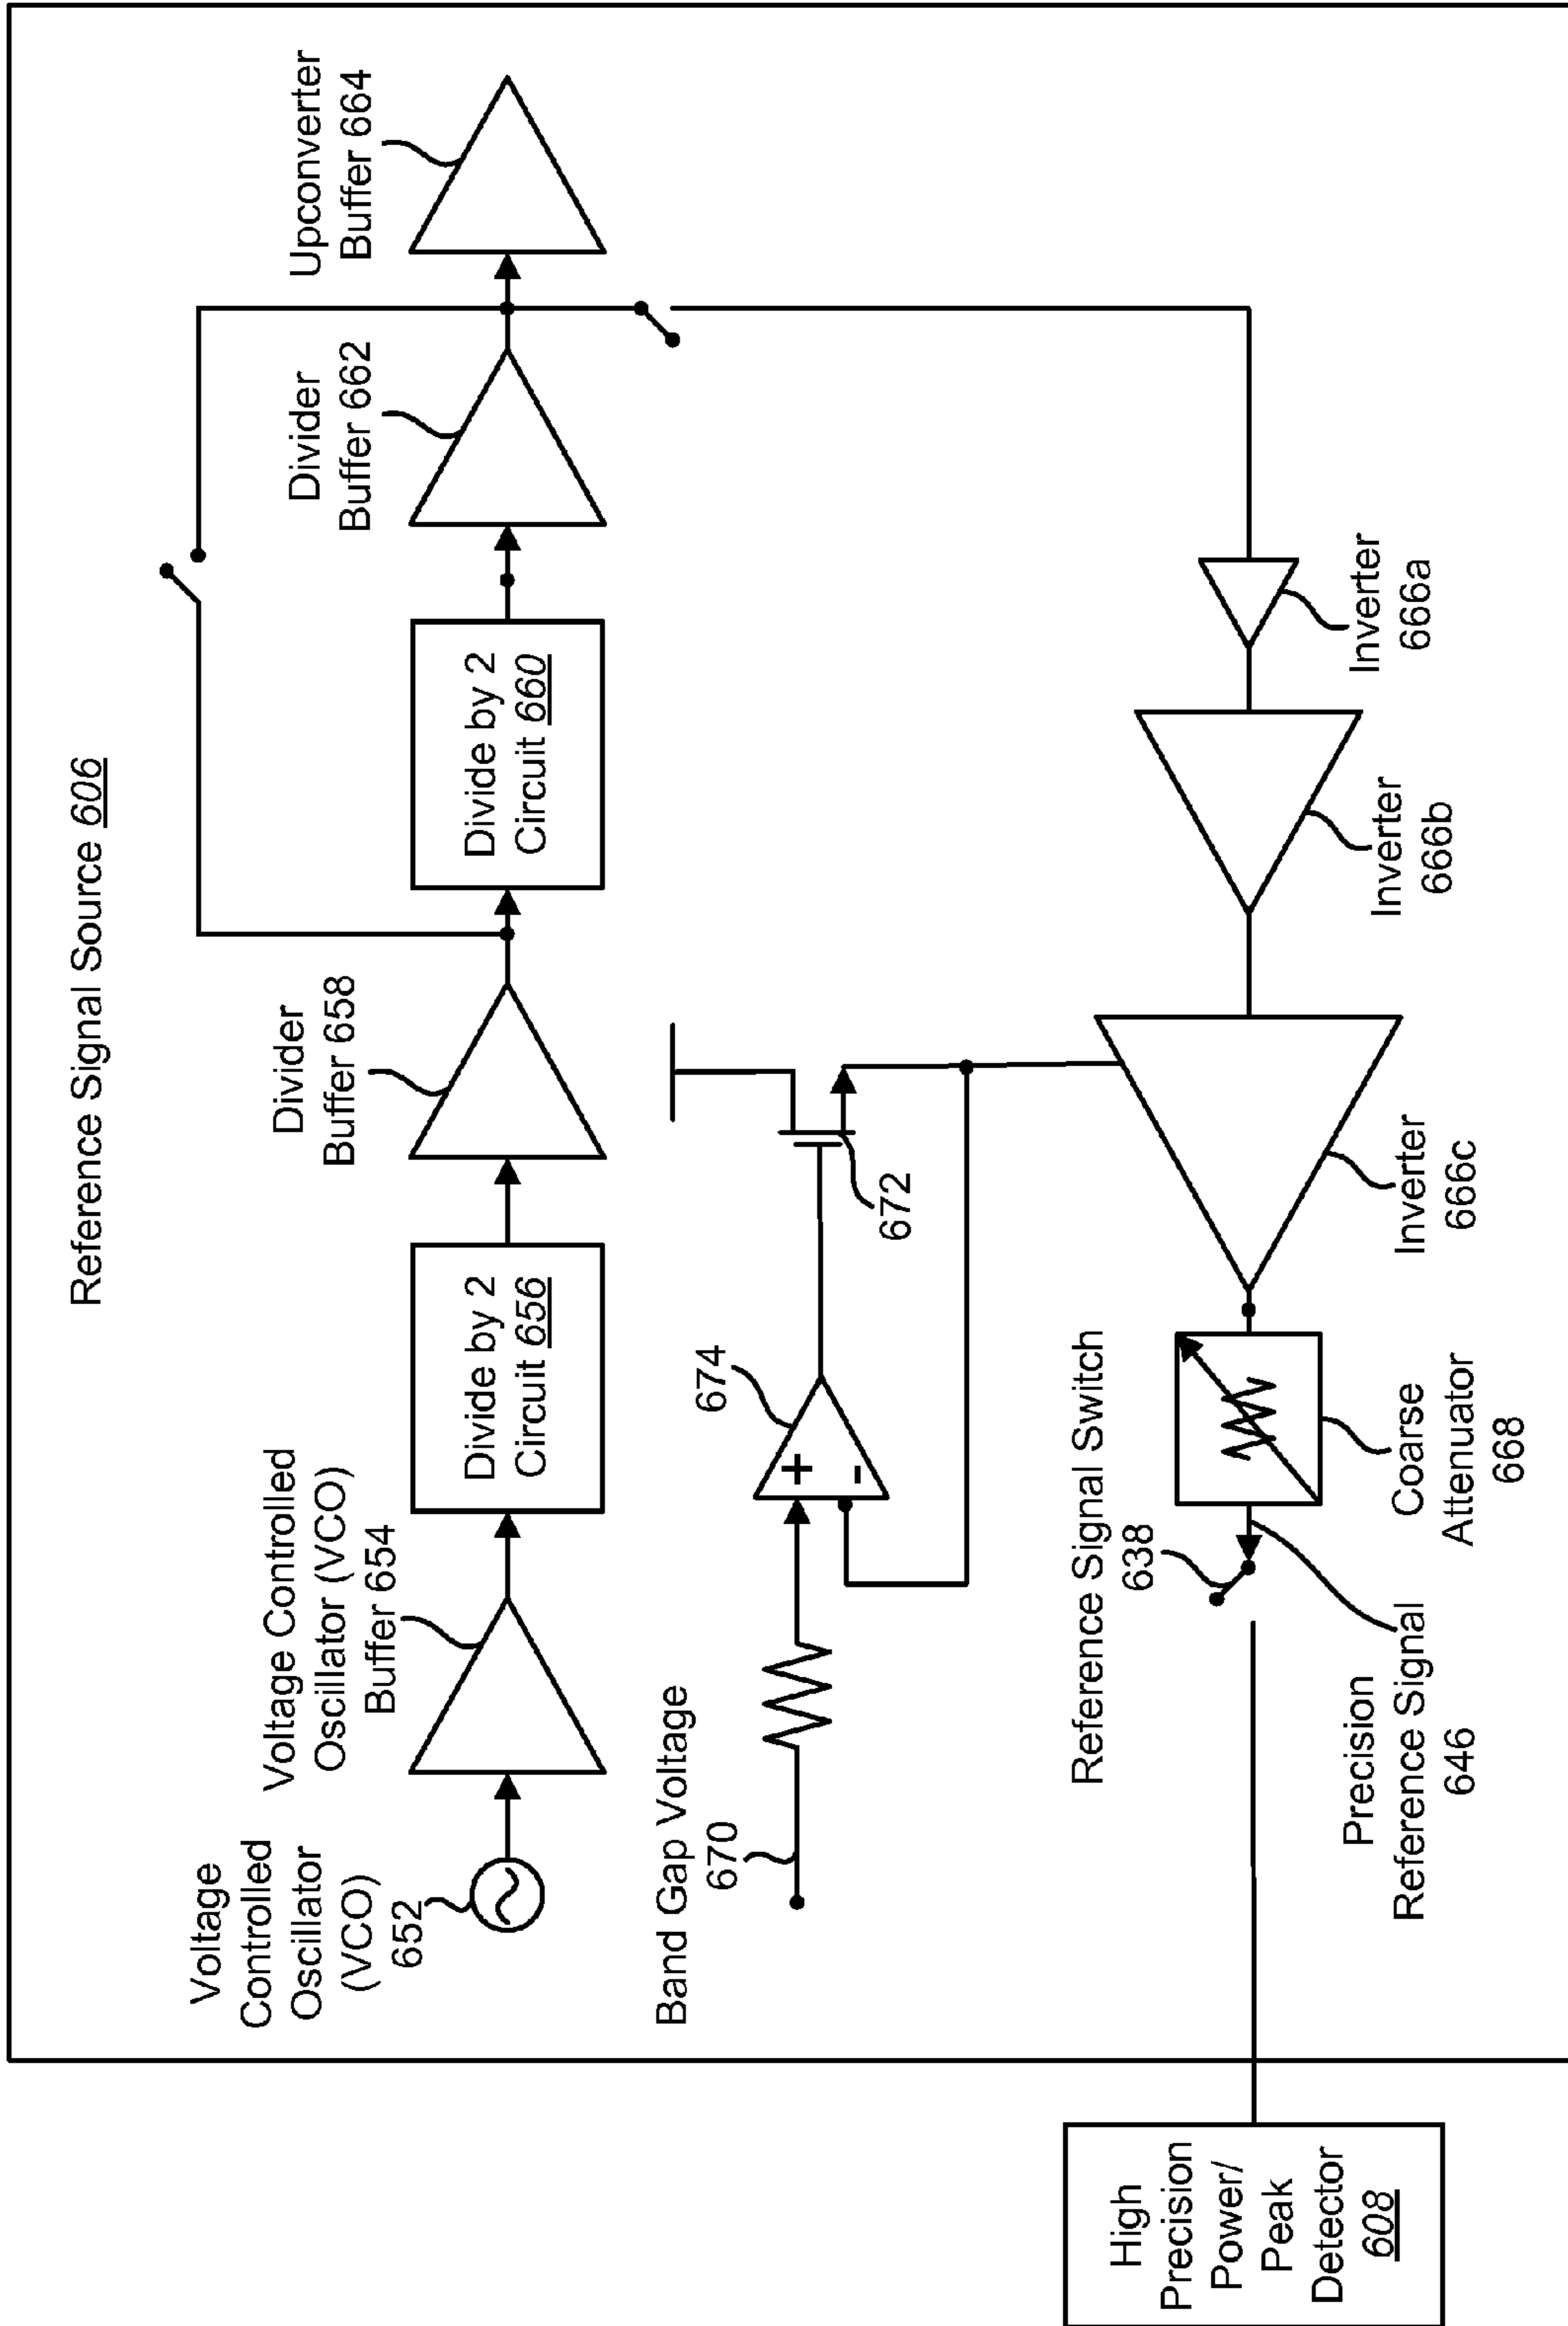 Reference Signal Source 606
Voltage
Controlled
Oscillator
(VCO)
652
Voltage Controlled
Oscillator (VCO)
Buffer 654
Divide by 2
Circuit 656
Divider
Buffer 658
Divide by 2
Circuit 660
Divider
Buffer 662
Upconverter
Buffer 664
Band Gap Voltage
670
674
+
-
672
High
Precision
Power/
Peak
Detector
608
Reference Signal Switch
638
Precision
Reference Signal
646
Coarse
Attenuator
668
Inverter
666c
Inverter
666b
Inverter
666a